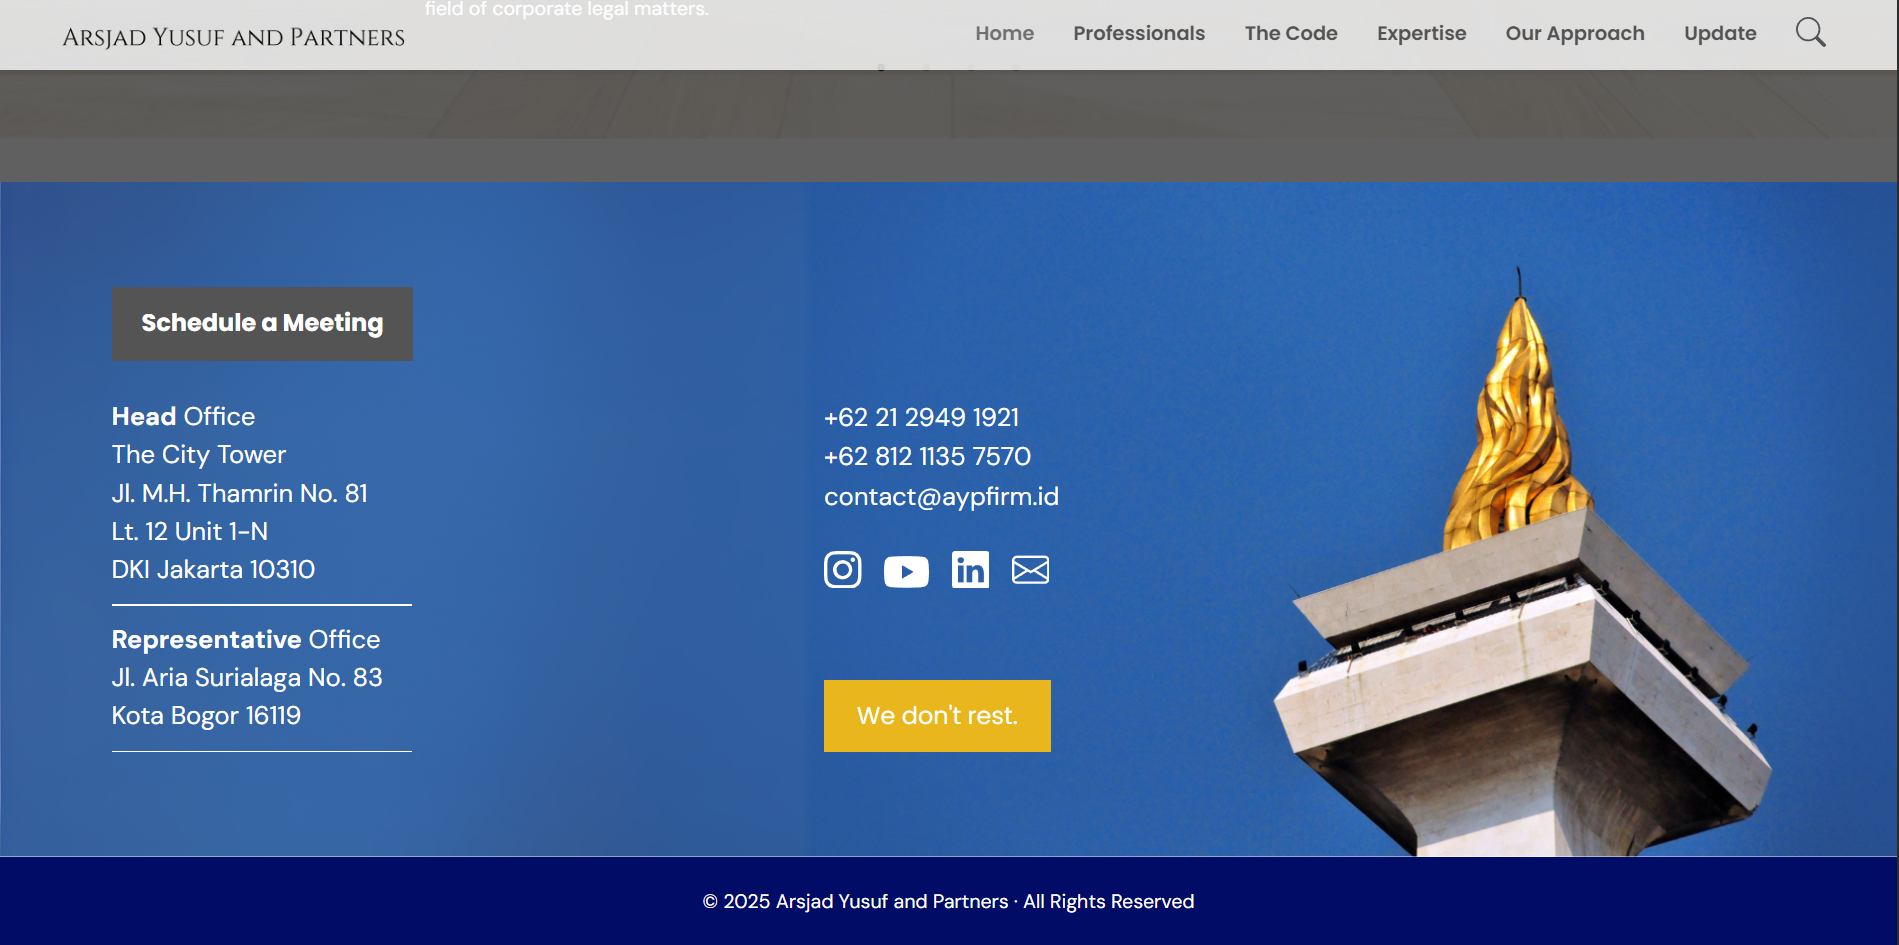 field of corporate legal matters.
ARSJAD YUSUF AND PARTNERS
Home
Professionals
The Code
Expertise
Our Approach
Update
Schedule a Meeting
Head Office
The City Tower
Jl. M.H. Thamrin No. 81
Lt. 12 Unit 1-N
DKI Jakarta 10310
Representative Office
Jl. Aria Surialaga No. 83
Kota Bogor 16119
+62 21 2949 1921
+62 812 1135 7570
contact@aypfirm.id
in
We don't rest.
© 2025 Arsjad Yusuf and Partners · All Rights Reserved